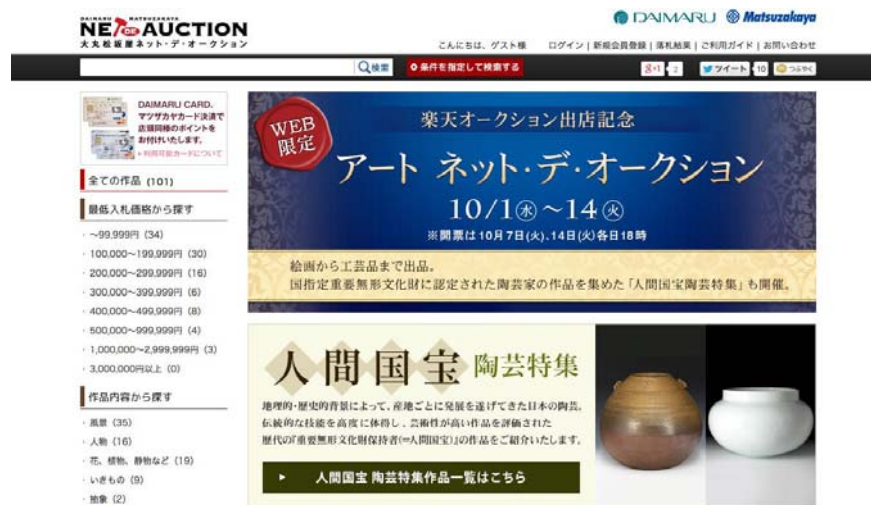 DAIMARU MATSUZAKAYA
NET de AUCTION
大丸松坂屋ネット・デ・オークション
DAIMARU Matsuzakaya
こんにちは、ゲスト様 ログイン | 新規会員登録 | 落札結果 | ご利用ガイド | お問い合わせ
検索 条件を指定して検索する
g+1 2 ツイート 10 つぶやく
DAIMARU CARD.
マツザカヤカード決済で
店頭同様のポイントを
お付けいたします。
利用可能カードについて
全ての作品 (101)
最低入札価格から探す
~99,999円 (34)
100,000~199,999円 (30)
200,000~299,999円 (16)
300,000~399,999円 (6)
400,000~499,999円 (8)
500,000~999,999円 (4)
1,000,000~2,999,999円 (3)
3,000,000円以上 (0)
作品内容から探す
風景 (35)
人物 (16)
花、植物、静物など (19)
いきもの (9)
抽象 (2)
WEB
限定
楽天オークション出店記念
アート ネット・デ・オークション
10/1㊌~14㊋
※開票は10月7日(火)、14日(火)各日18時
絵画から工芸品まで出品。
国指定重要無形文化財に認定された陶芸家の作品を集めた「人間国宝陶芸特集」も開催。
人間国宝 陶芸特集
地理的・歴史的背景によって、産地ごとに発展を遂げてきた日本の陶芸。
伝統的な技能を高度に体得し、芸術性が高い作品を評価された
歴代の『重要無形文化財保持者(=人間国宝)』の作品をご紹介いたします。
人間国宝 陶芸特集作品一覧はこちら